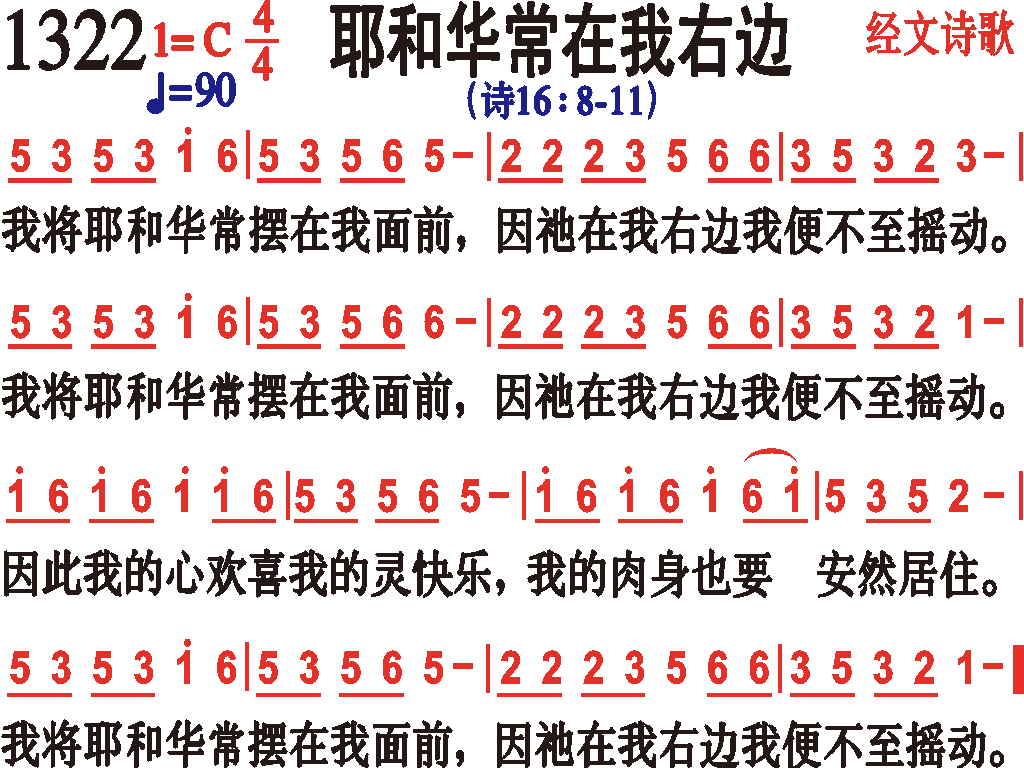 1322 1=C 4/4 耶和华常在我右边 经文诗歌
♩=90 (诗16：8-11)
5 3 5 3 i 6|5 3 5 6 5-|2 2 2 3 5 6 6|3 5 3 2 3-|
我将耶和华常摆在我面前，因祂在我右边我便不至摇动。
5 3 5 3 i 6|5 3 5 6 6-|2 2 2 3 5 6 6|3 5 3 2 1-|
我将耶和华常摆在我面前，因祂在我右边我便不至摇动。
i 6 i 6 i i 6|5 3 5 6 5-|i 6 i 6 i 6 i|5 3 5 2-|
因此我的心欢喜我的灵快乐，我的肉身也要 安然居住。
5 3 5 3 i 6|5 3 5 6 5-|2 2 2 3 5 6 6|3 5 3 2 1-
我将耶和华常摆在我面前，因祂在我右边我便不至摇动。